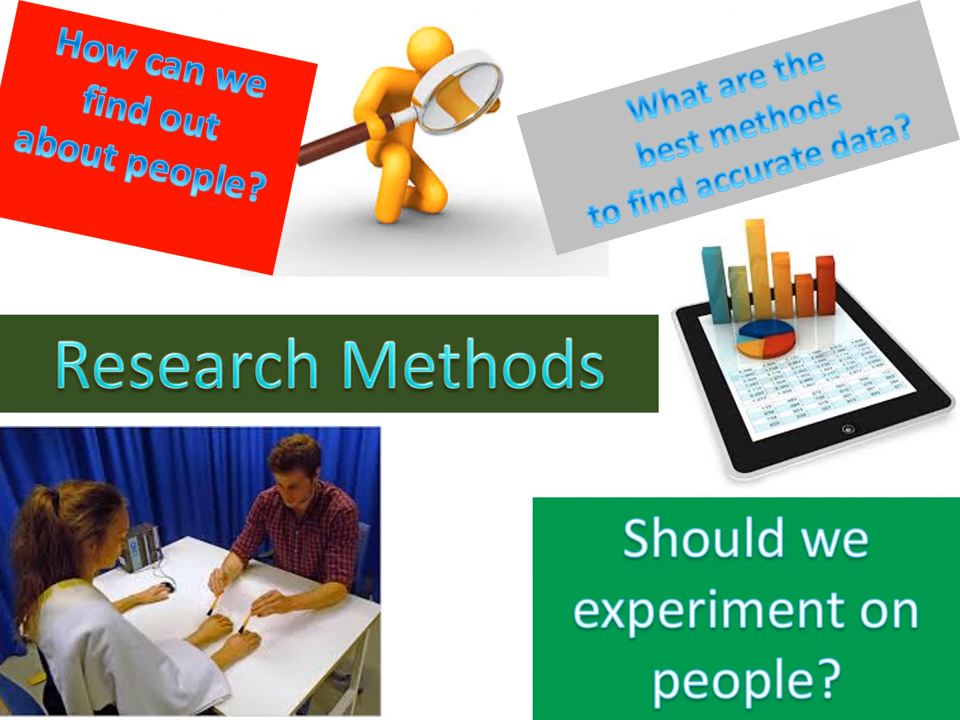 How can we
find out
about people?
What are the
best methods
to find accurate data?
Research Methods
Should we
experiment on
people?